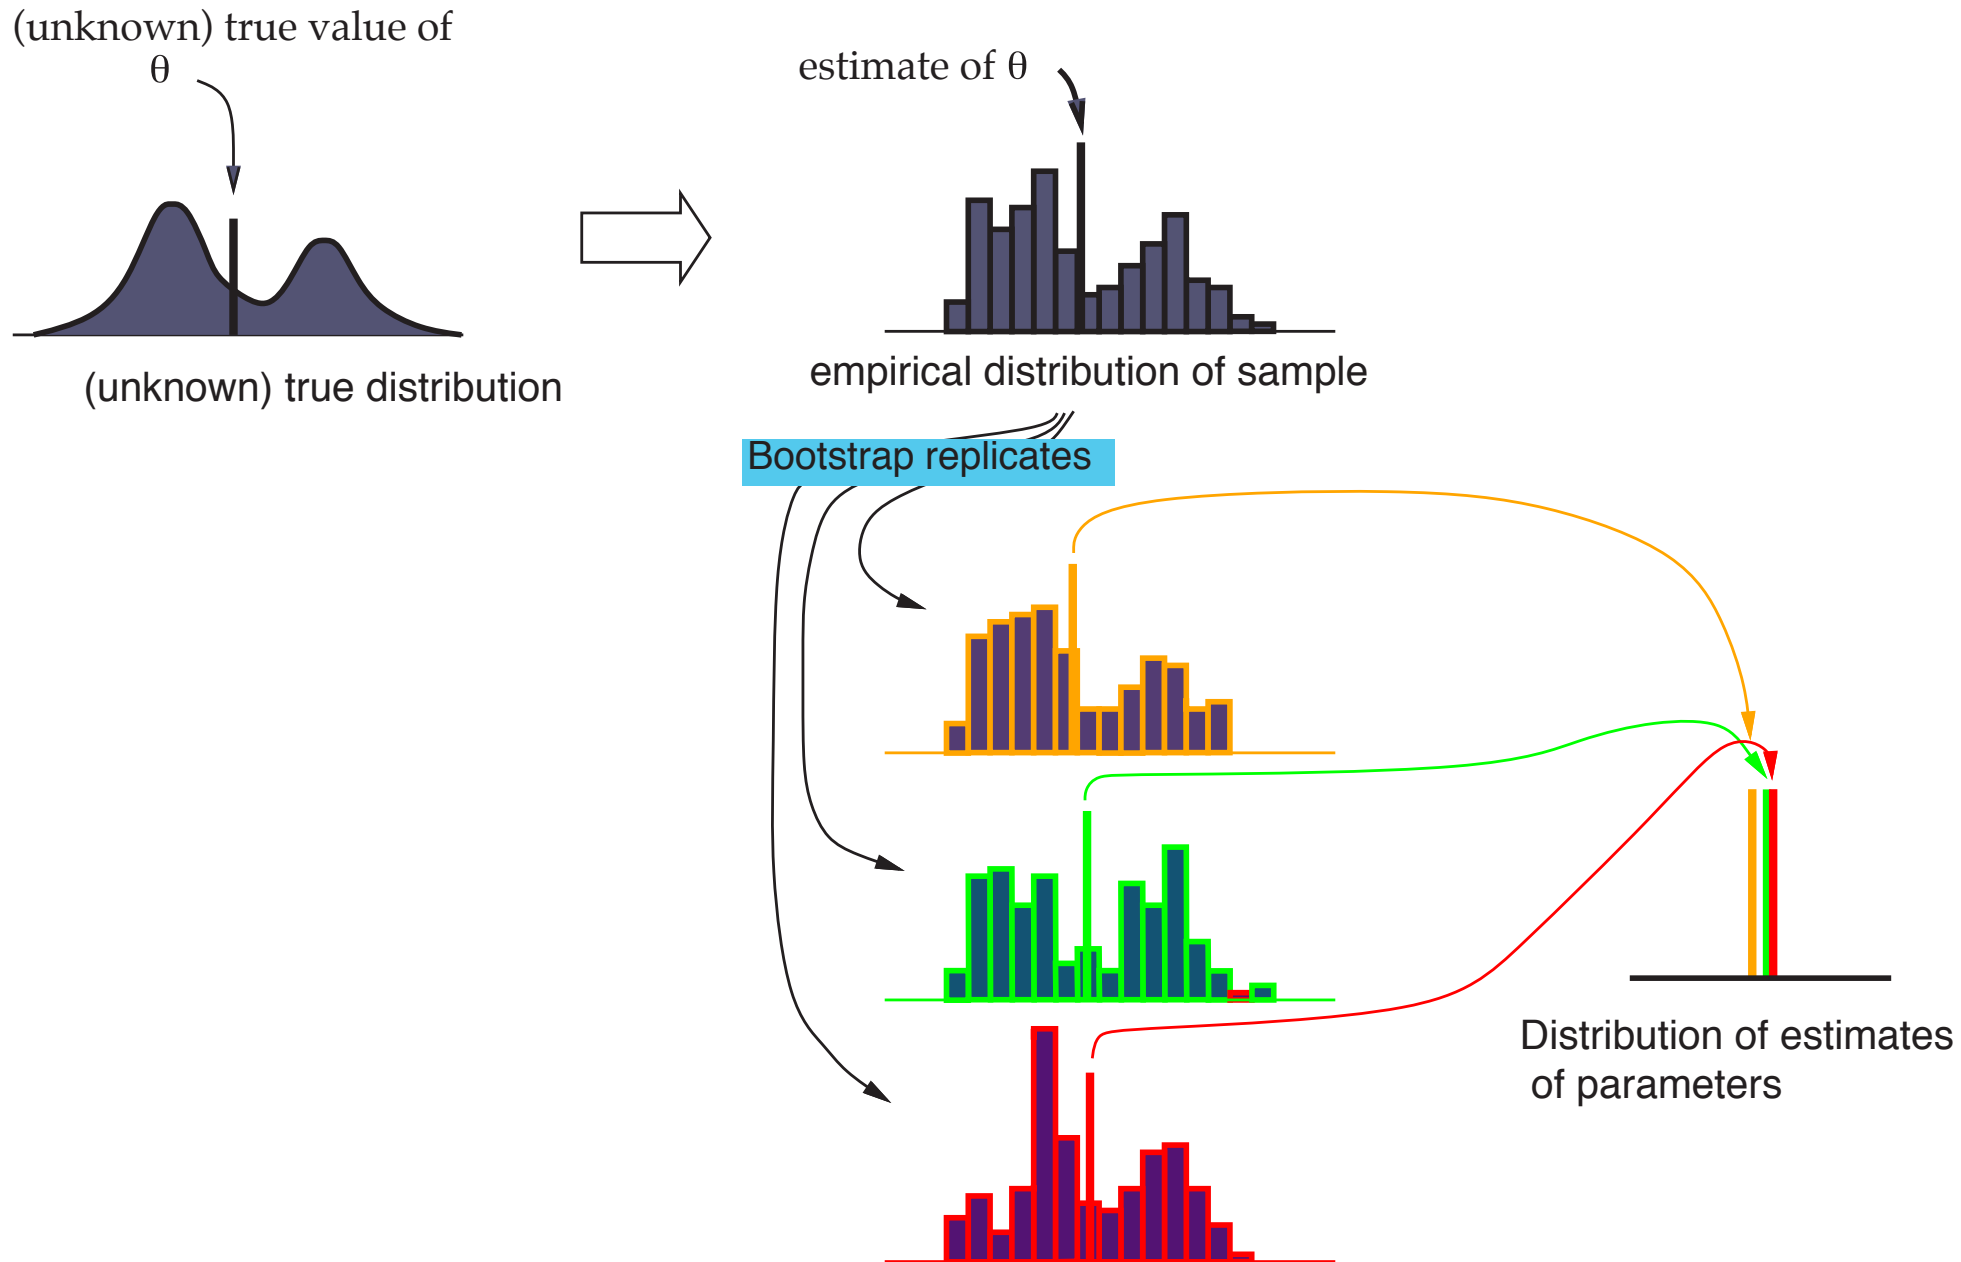 (unknown) true value of
θ
estimate of θ
(unknown) true distribution
empirical distribution of sample
Bootstrap replicates
Distribution of estimates
of parameters